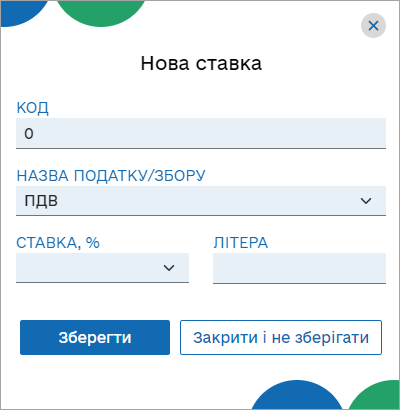 Нова ставка
КОД
0
НАЗВА ПОДАТКУ/ЗБОРУ
ПДВ
СТАВКА, % ЛІТЕРА
Зберегти Закрити і не зберігати